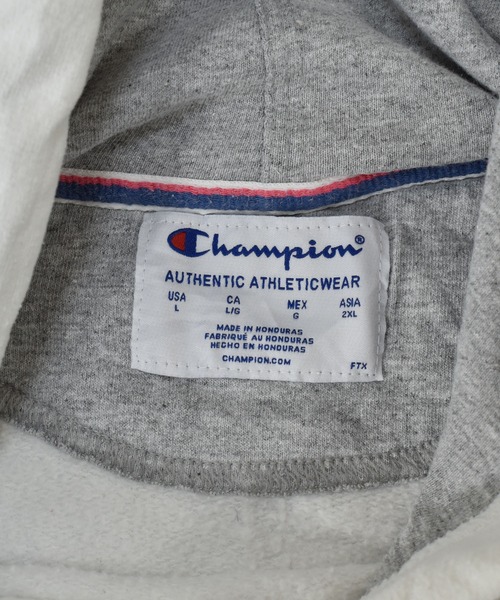 Champion®
AUTHENTIC ATHLETICWEAR
USA CA MEX ASIA
L L/G G 2XL
MADE IN HONDURAS
FABRIQUÉ AU HONDURAS
HECHO EN HONDURAS
CHAMPION.COM
FTX